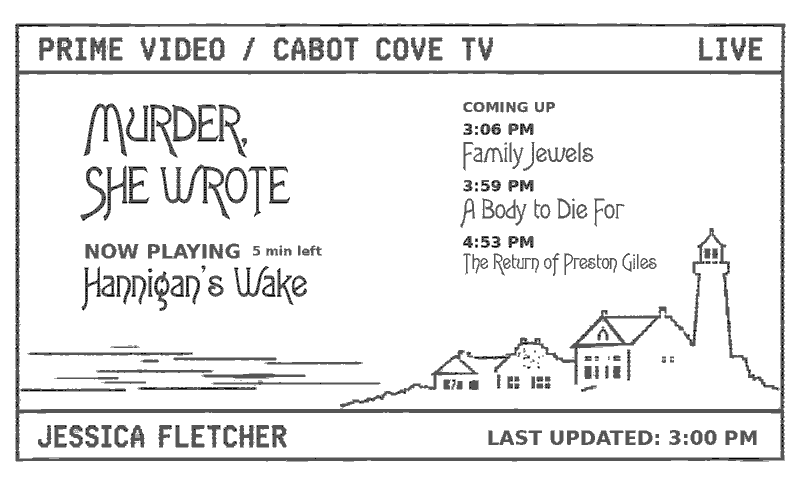 PRIME VIDEO / CABOT COVE TV
LIVE
MURDER,
SHE WROTE
NOW PLAYING 5 min left
Hannigan's Wake
COMING UP
3:06 PM
Family Jewels
3:59 PM
A Body to Die For
4:53 PM
The Return of Preston Giles
JESSICA FLETCHER
LAST UPDATED: 3:00 PM